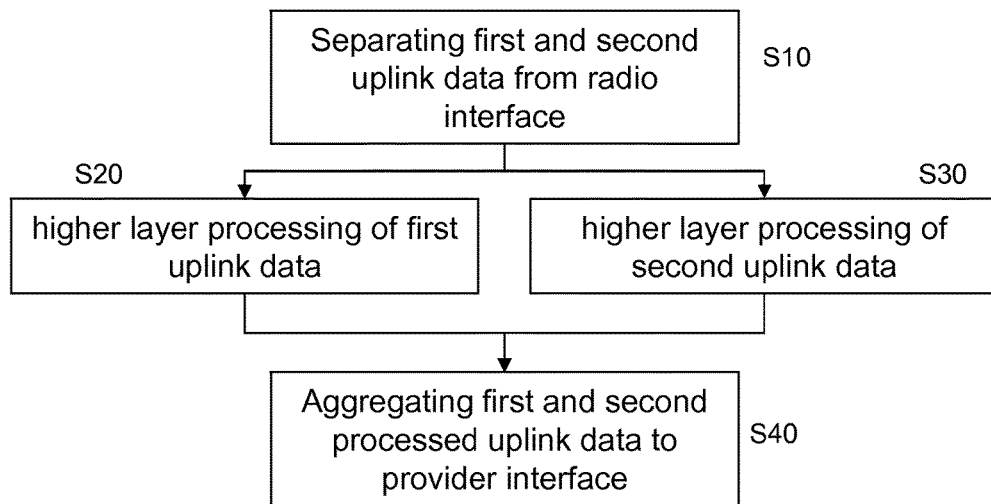 Separating first and second
uplink data from radio
interface
S10
S20
S30
higher layer processing of first
uplink data
higher layer processing of
second uplink data
Aggregating first and second
processed uplink data to
provider interface
S40